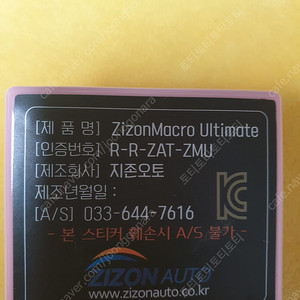 [제 품 명] ZizonMacro Ultimate
[인증번호] R-R-ZAT-ZMU
[제조회사] 지존오토
제조년월일 :
[A/S] 033-644-7616
- 본 스티커 훼손시 A/S 불가 -
ZIZON AUTO
www.zizonauto.co.kr